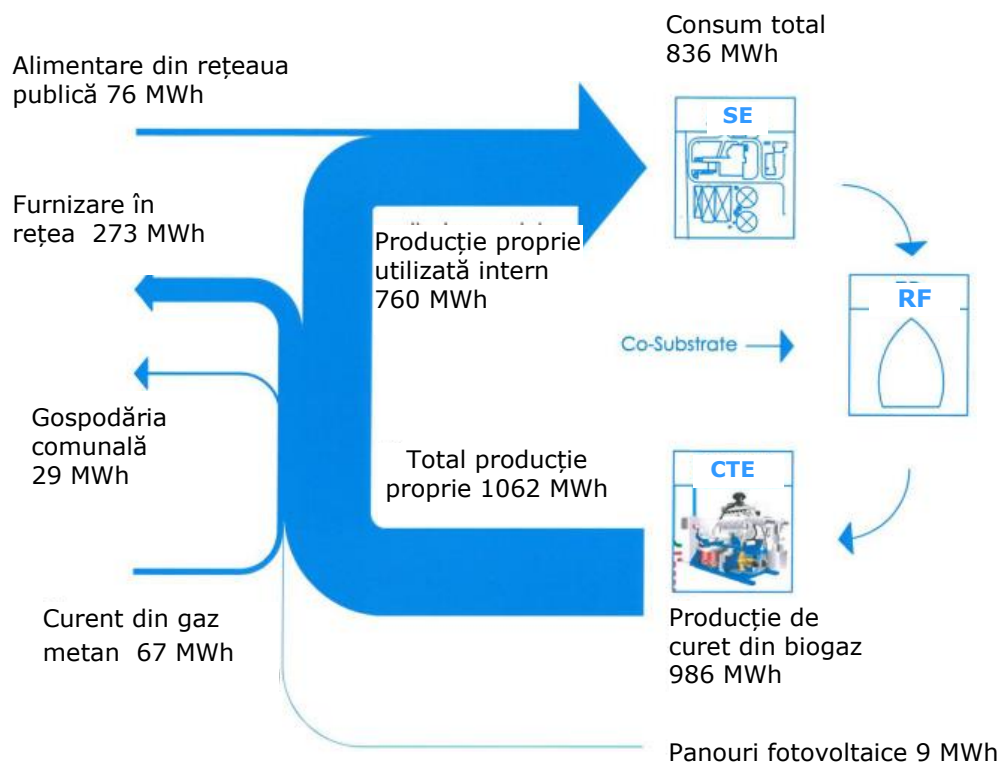 Consum total
836 MWh
Alimentare din rețeaua
publică 76 MWh
SE
Furnizare în
rețea 273 MWh
Producție proprie
utilizată intern
760 MWh
RF
Co-Substrate
Gospodăria
comunală
29 MWh
Total producție
proprie 1062 MWh
CTE
Curent din gaz
metan 67 MWh
Producție de
curet din biogaz
986 MWh
Panouri fotovoltaice 9 MWh